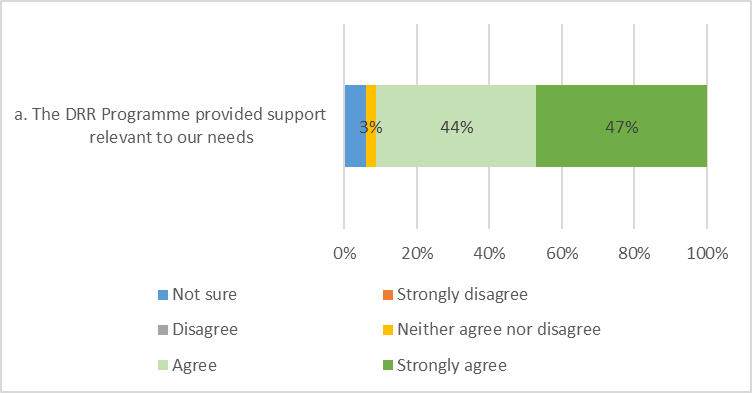 a. The DRR Programme provided support
relevant to our needs
3% 44% 47%
0% 20% 40% 60% 80% 100%
Not sure Strongly disagree
Disagree Neither agree nor disagree
Agree Strongly agree